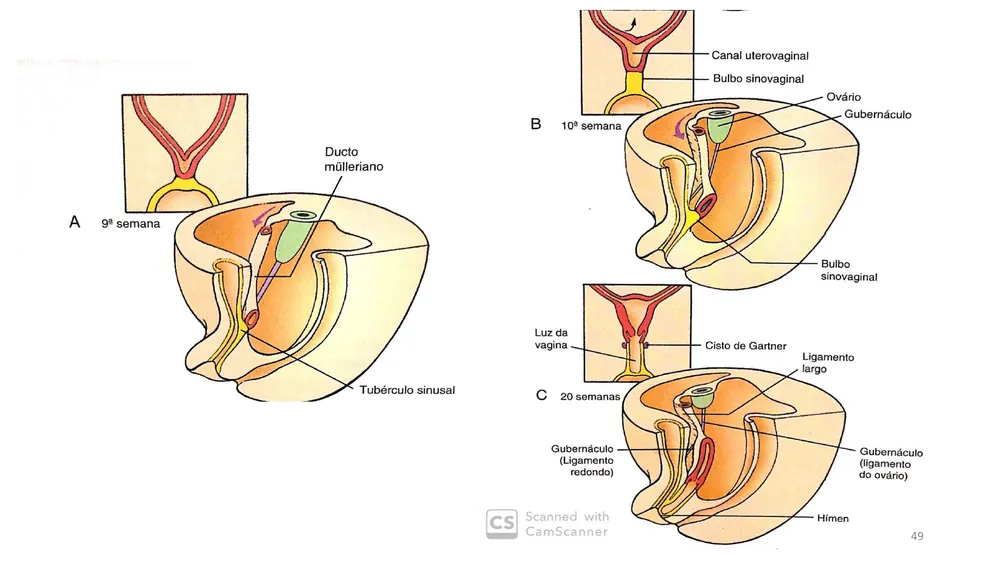 Ducto
mülleriano
A
9ª semana
Tubérculo sinusal
Canal uterovaginal
Bulbo sinovaginal
Ovário
Gubernáculo
B
10ª semana
Bulbo
sinovaginal
Luz da
vagina
Cisto de Gartner
Ligamento
largo
C
20 semanas
Gubernáculo
(Ligamento
redondo)
Gubernáculo
(ligamento
do ovário)
Hímen
CS
Scanned with
CamScanner
49